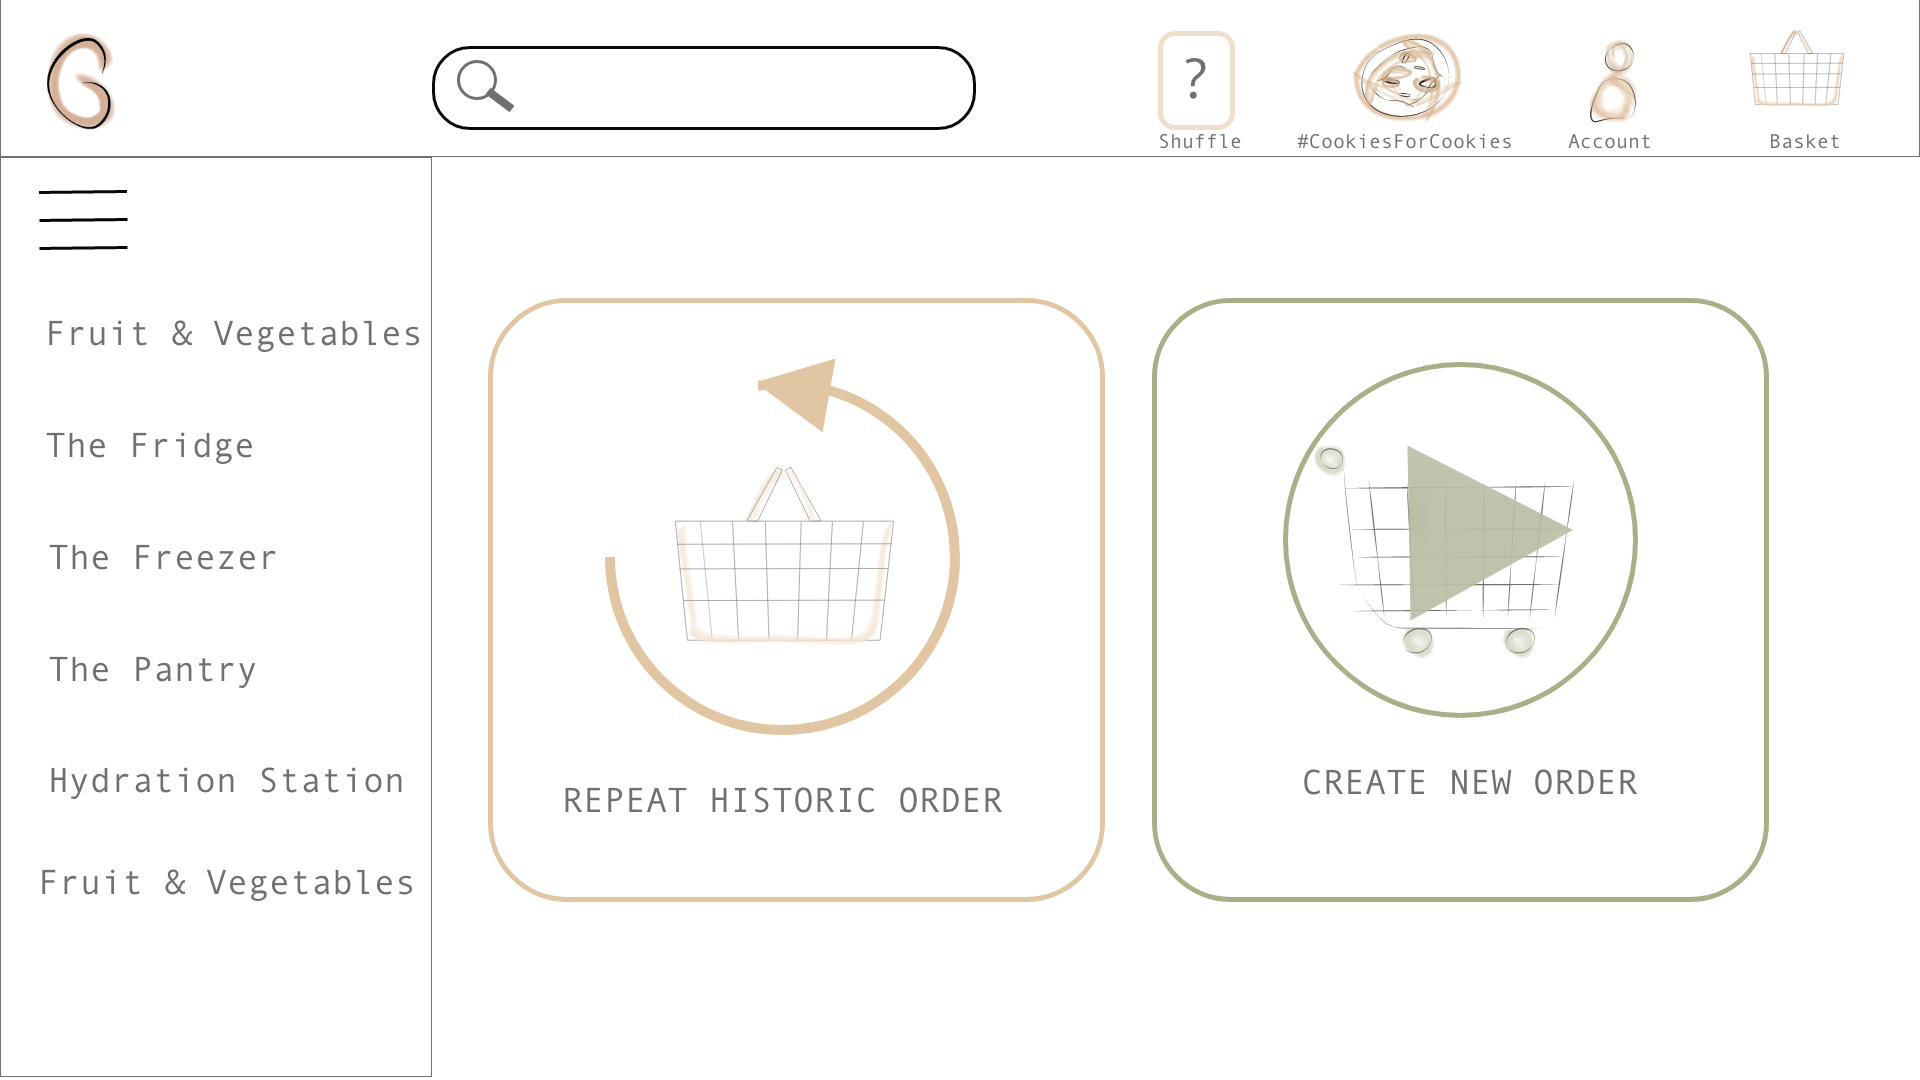 ?
Shuffle
#CookiesForCookies
Account
Basket
Fruit & Vegetables
The Fridge
The Freezer
The Pantry
Hydration Station
Fruit & Vegetables
REPEAT HISTORIC ORDER
CREATE NEW ORDER